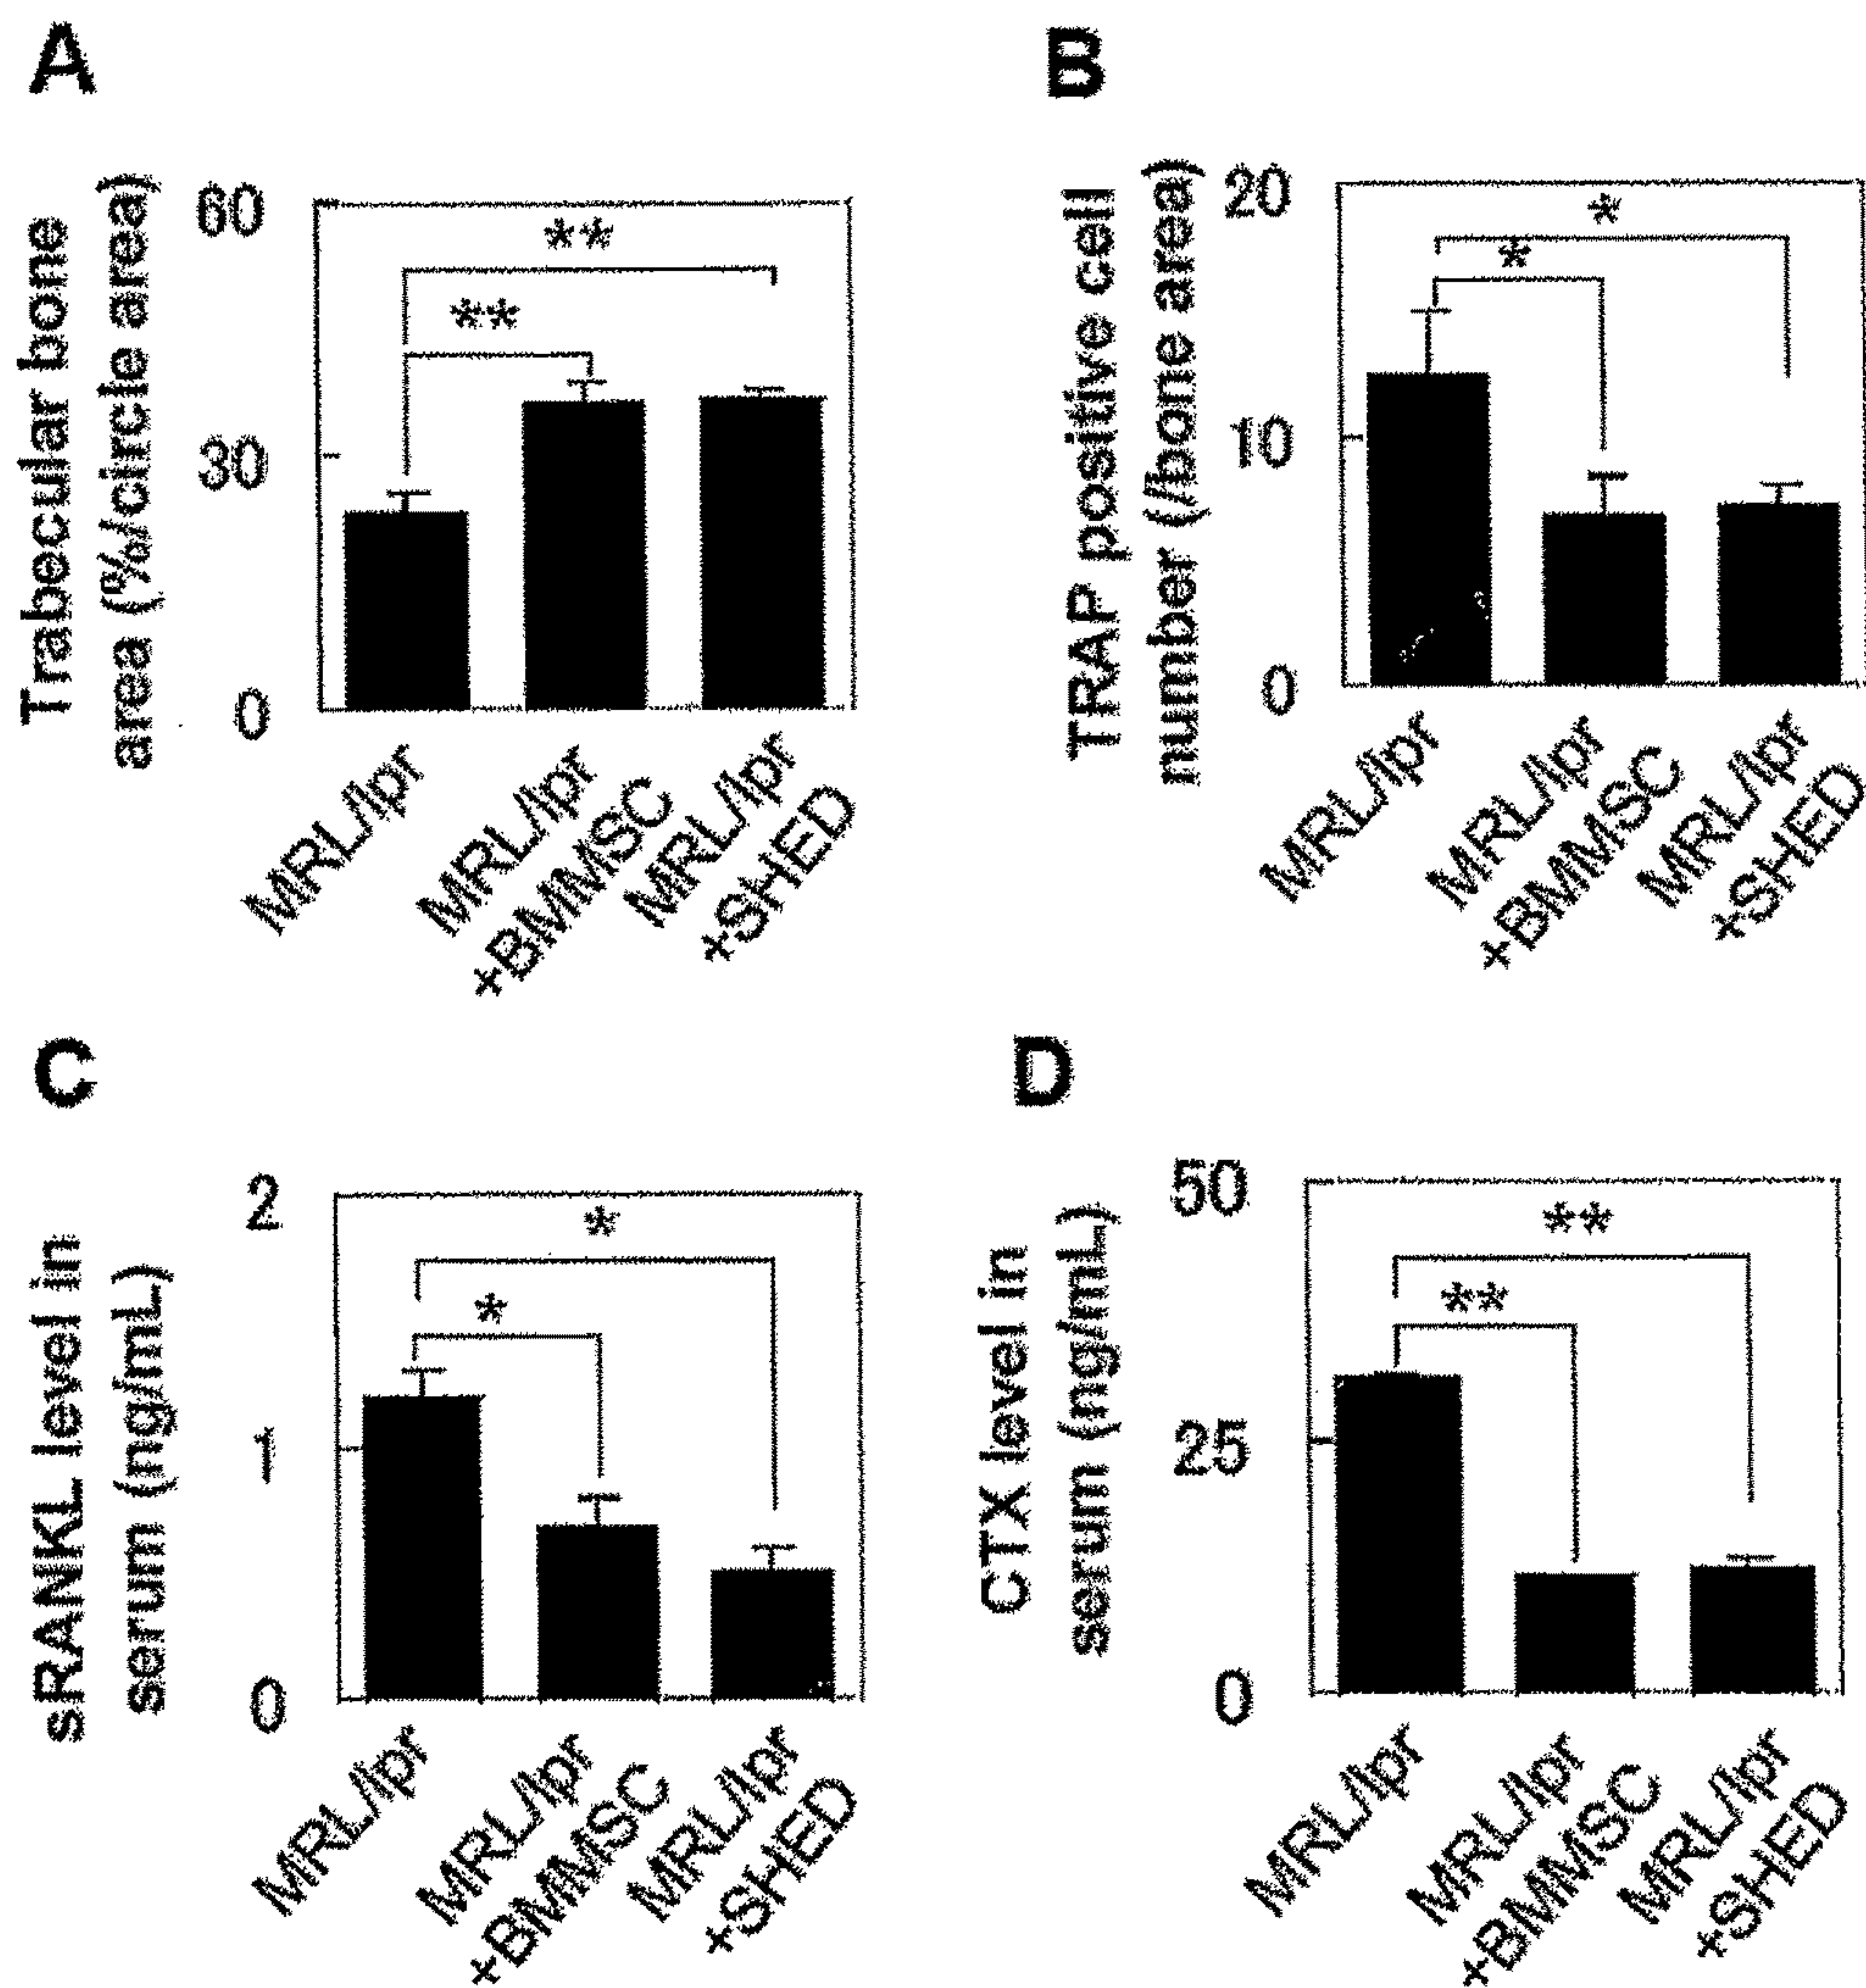 A
Trabecular bone
area (%/circle area)
60
30
0
**
**
MRL/lpr
MRL/lpr
+BMMSC
MRL/lpr
+SHED
B
TRAP positive cell
number (/bone area)
20
10
0
*
*
MRL/lpr
MRL/lpr
+BMMSC
MRL/lpr
+SHED
C
sRANKL level in
serum (ng/mL)
2
1
0
*
*
MRL/lpr
MRL/lpr
+BMMSC
MRL/lpr
+SHED
D
CTX level in
serum (ng/mL)
50
25
0
**
**
MRL/lpr
MRL/lpr
+BMMSC
MRL/lpr
+SHED